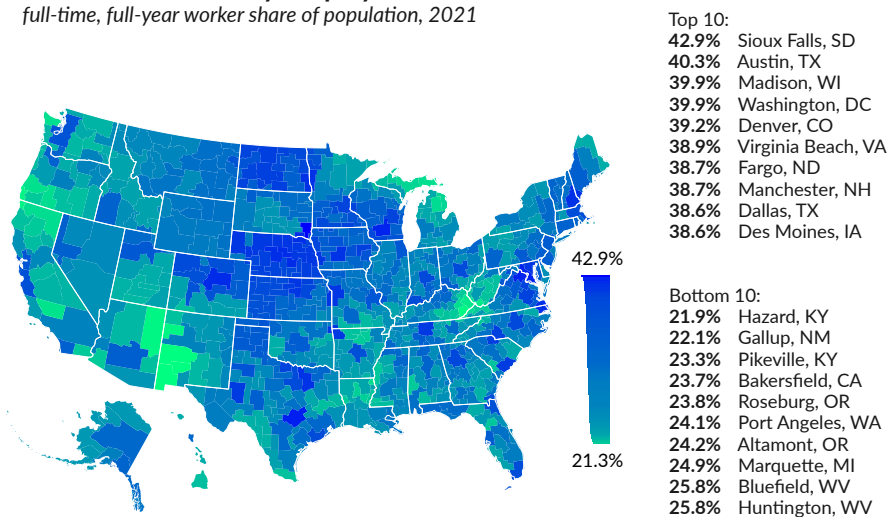 full-time, full-year worker share of population, 2021
Top 10:
42.9% Sioux Falls, SD
40.3% Austin, TX
39.9% Madison, WI
39.9% Washington, DC
39.2% Denver, CO
38.9% Virginia Beach, VA
38.7% Fargo, ND
38.7% Manchester, NH
38.6% Dallas, TX
38.6% Des Moines, IA
42.9%
21.3%
Bottom 10:
21.9% Hazard, KY
22.1% Gallup, NM
23.3% Pikeville, KY
23.7% Bakersfield, CA
23.8% Roseburg, OR
24.1% Port Angeles, WA
24.2% Altamont, OR
24.9% Marquette, MI
25.8% Bluefield, WV
25.8% Huntington, WV